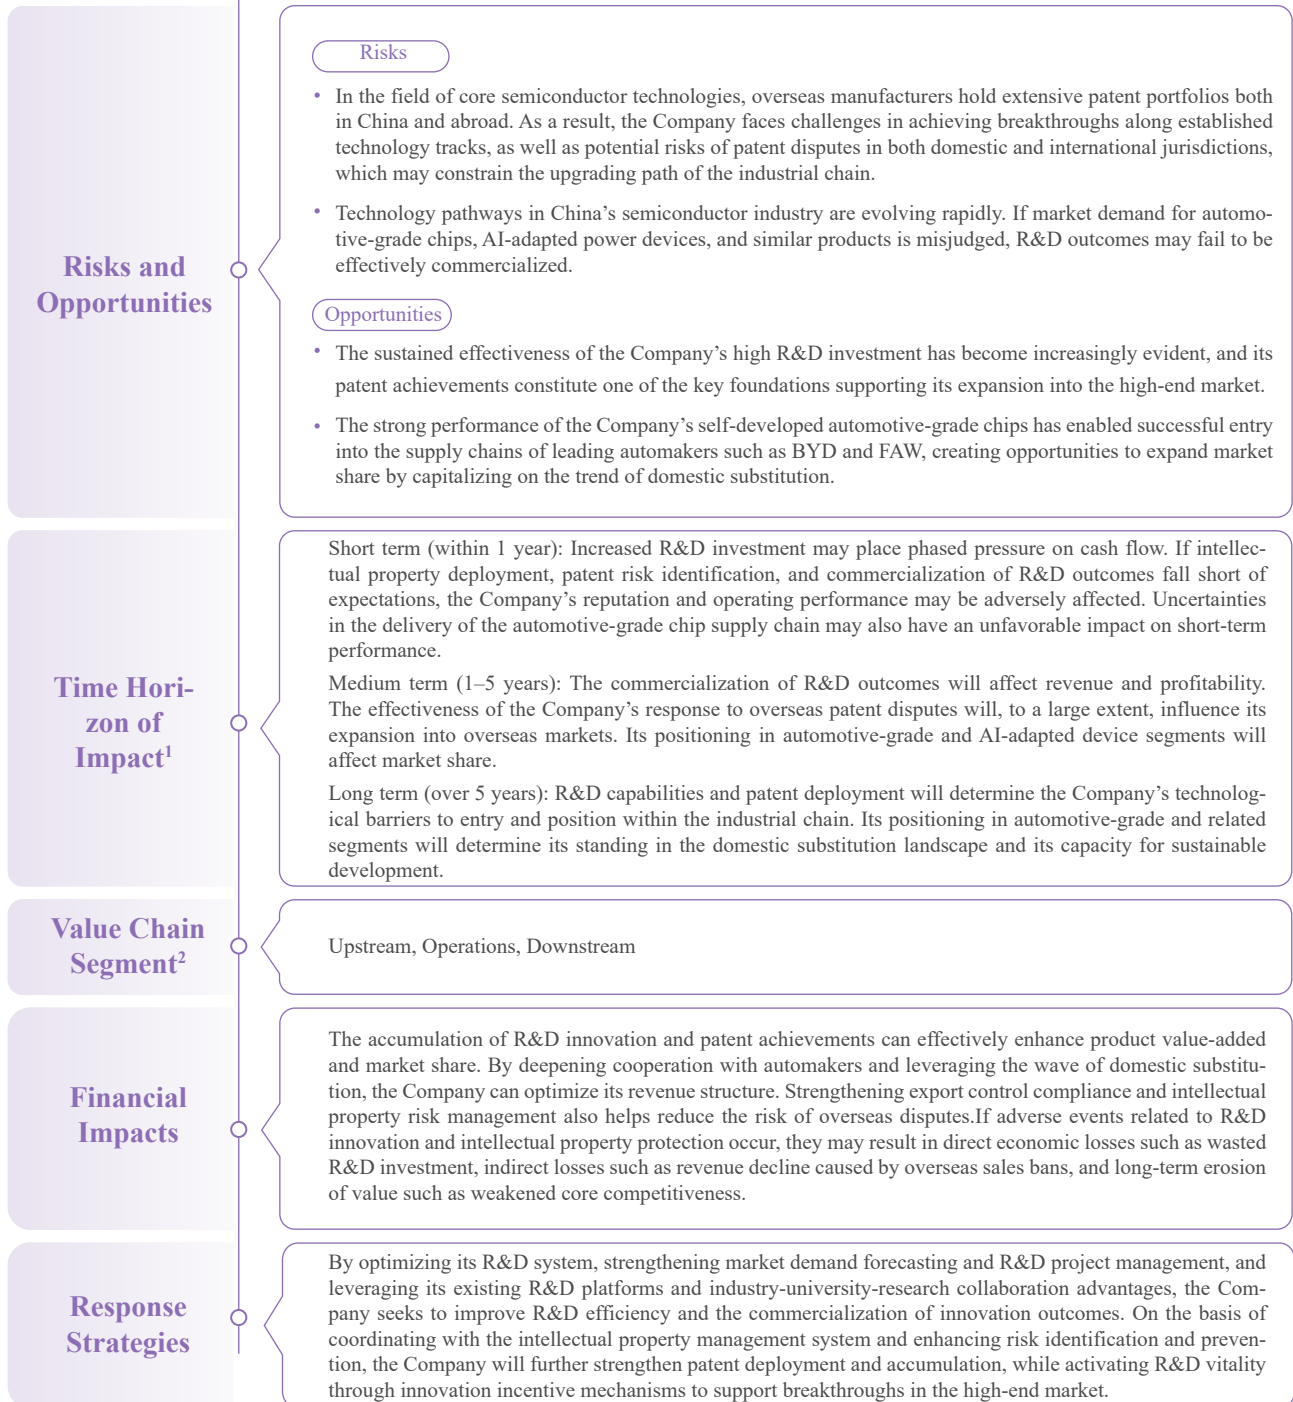 Risks and
Opportunities
Risks
• In the field of core semiconductor technologies, overseas manufacturers hold extensive patent portfolios both
in China and abroad. As a result, the Company faces challenges in achieving breakthroughs along established
technology tracks, as well as potential risks of patent disputes in both domestic and international jurisdictions,
which may constrain the upgrading path of the industrial chain.
• Technology pathways in China’s semiconductor industry are evolving rapidly. If market demand for automo-
tive-grade chips, AI-adapted power devices, and similar products is misjudged, R&D outcomes may fail to be
effectively commercialized.
Opportunities
• The sustained effectiveness of the Company’s high R&D investment has become increasingly evident, and its
patent achievements constitute one of the key foundations supporting its expansion into the high-end market.
• The strong performance of the Company’s self-developed automotive-grade chips has enabled successful entry
into the supply chains of leading automakers such as BYD and FAW, creating opportunities to expand market
share by capitalizing on the trend of domestic substitution.
Time Hori-
zon of
Impact¹
Short term (within 1 year): Increased R&D investment may place phased pressure on cash flow. If intellec-
tual property deployment, patent risk identification, and commercialization of R&D outcomes fall short of
expectations, the Company’s reputation and operating performance may be adversely affected. Uncertainties
in the delivery of the automotive-grade chip supply chain may also have an unfavorable impact on short-term
performance.
Medium term (1–5 years): The commercialization of R&D outcomes will affect revenue and profitability.
The effectiveness of the Company’s response to overseas patent disputes will, to a large extent, influence its
expansion into overseas markets. Its positioning in automotive-grade and AI-adapted device segments will
affect market share.
Long term (over 5 years): R&D capabilities and patent deployment will determine the Company’s technolog-
ical barriers to entry and position within the industrial chain. Its positioning in automotive-grade and related
segments will determine its standing in the domestic substitution landscape and its capacity for sustainable
development.
Value Chain
Segment²
Upstream, Operations, Downstream
Financial
Impacts
The accumulation of R&D innovation and patent achievements can effectively enhance product value-added
and market share. By deepening cooperation with automakers and leveraging the wave of domestic substitu-
tion, the Company can optimize its revenue structure. Strengthening export control compliance and intellectual
property risk management also helps reduce the risk of overseas disputes.If adverse events related to R&D
innovation and intellectual property protection occur, they may result in direct economic losses such as wasted
R&D investment, indirect losses such as revenue decline caused by overseas sales bans, and long-term erosion
of value such as weakened core competitiveness.
Response
Strategies
By optimizing its R&D system, strengthening market demand forecasting and R&D project management, and
leveraging its existing R&D platforms and industry-university-research collaboration advantages, the Com-
pany seeks to improve R&D efficiency and the commercialization of innovation outcomes. On the basis of
coordinating with the intellectual property management system and enhancing risk identification and preven-
tion, the Company will further strengthen patent deployment and accumulation, while activating R&D vitality
through innovation incentive mechanisms to support breakthroughs in the high-end market.